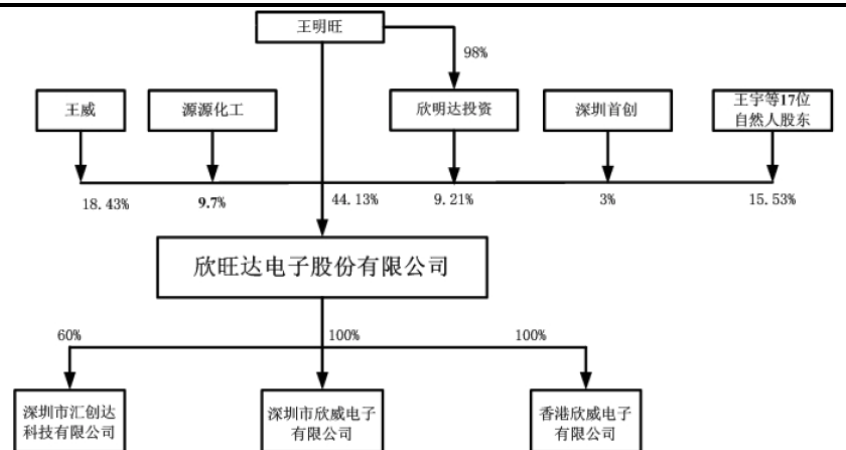 王明旺
98%
王威
源源化工
欣明达投资
深圳首创
王宇等17位
自然人股东
18.43%
9.7%
44.13%
9.21%
3%
15.53%
欣旺达电子股份有限公司
60%
100%
100%
深圳市汇创达
科技有限公司
深圳市欣威电子
有限公司
香港欣威电子
有限公司